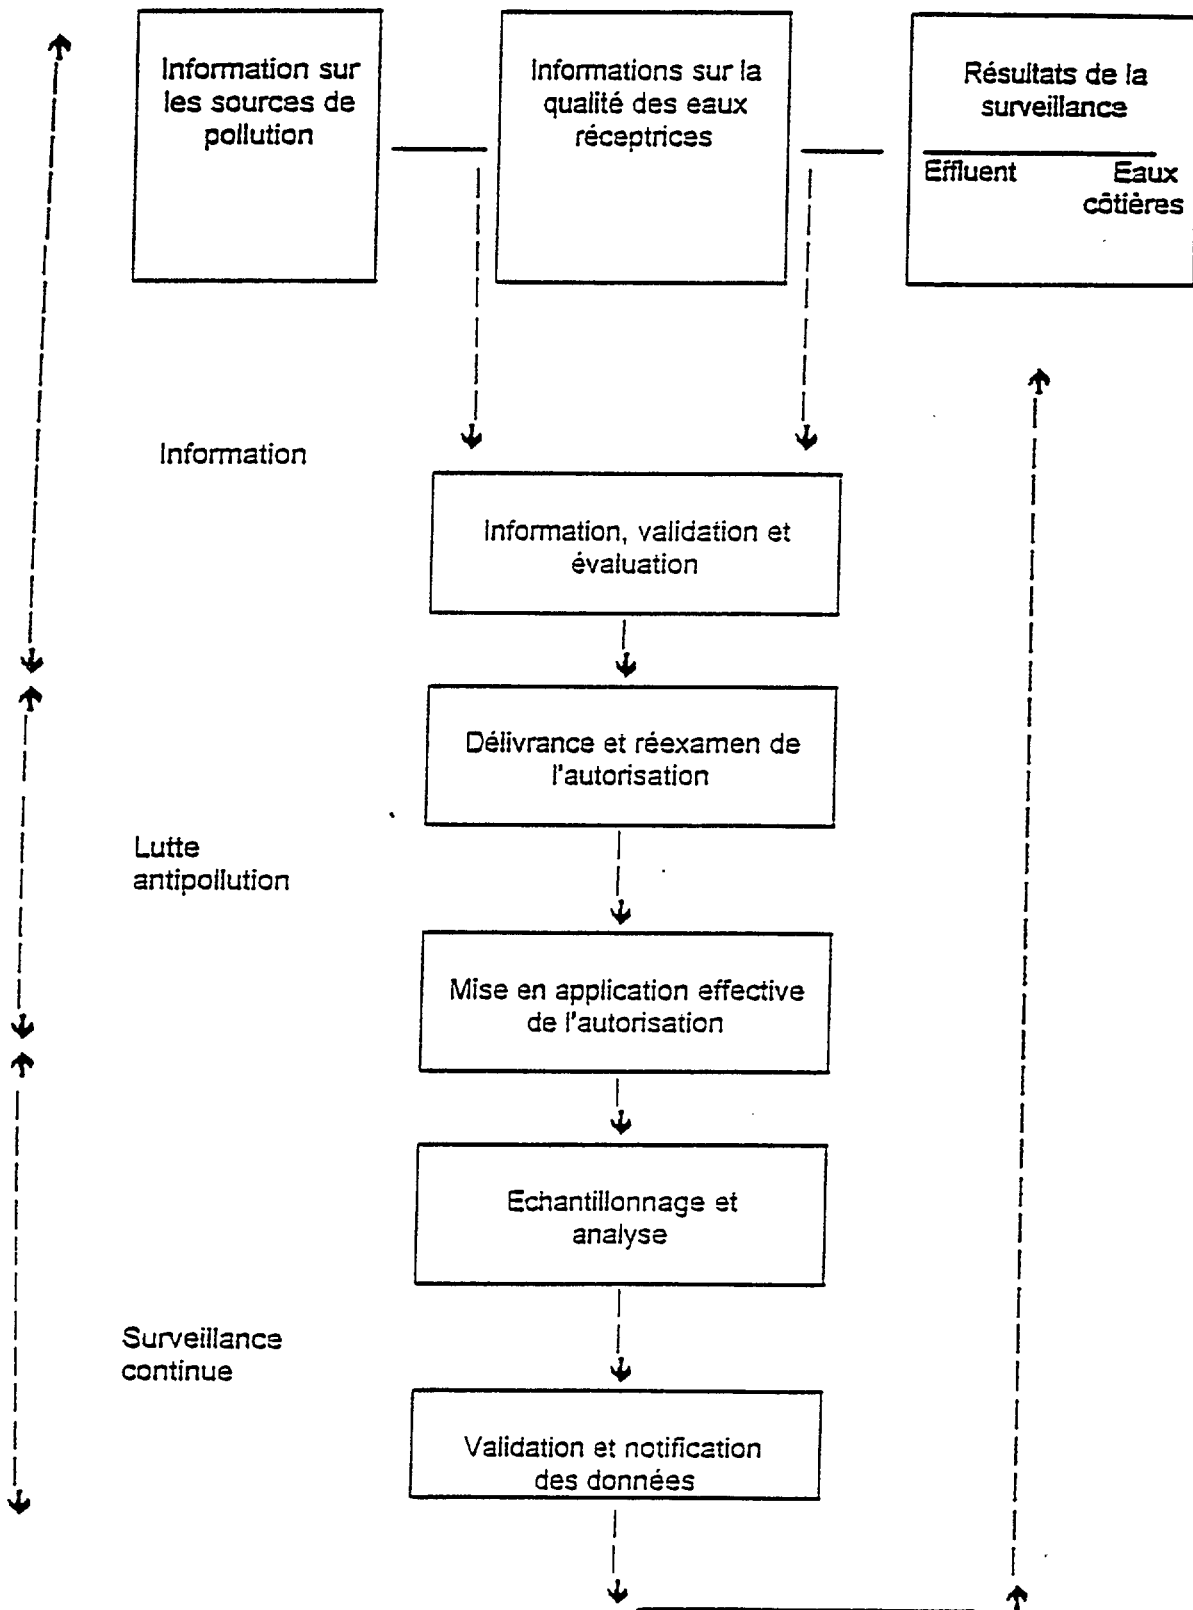 Information sur
les sources de
pollution
Informations sur la
qualité des eaux
réceptrices
Résultats de la
surveillance
Effluent Eaux
côtières
Information
Information, validation et
évaluation
Délivrance et réexamen de
l'autorisation
Lutte
antipollution
Mise en application effective
de l'autorisation
Echantillonnage et
analyse
Surveillance
continue
Validation et notification
des données